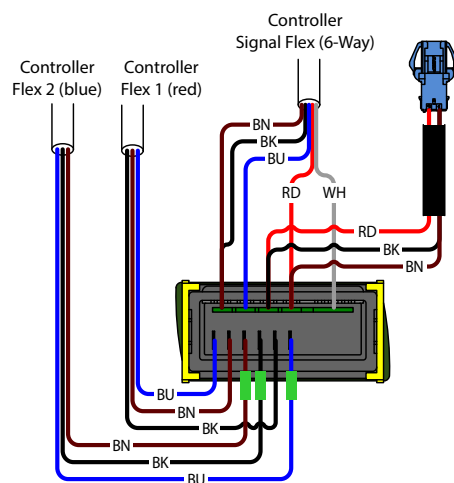 Controller
Signal Flex (6-Way)
Controller
Flex 2 (blue)
Controller
Flex 1 (red)
BN
BK
BU
RD
WH
RD
BK
BN
BU
BN
BK
BN
BK
BU